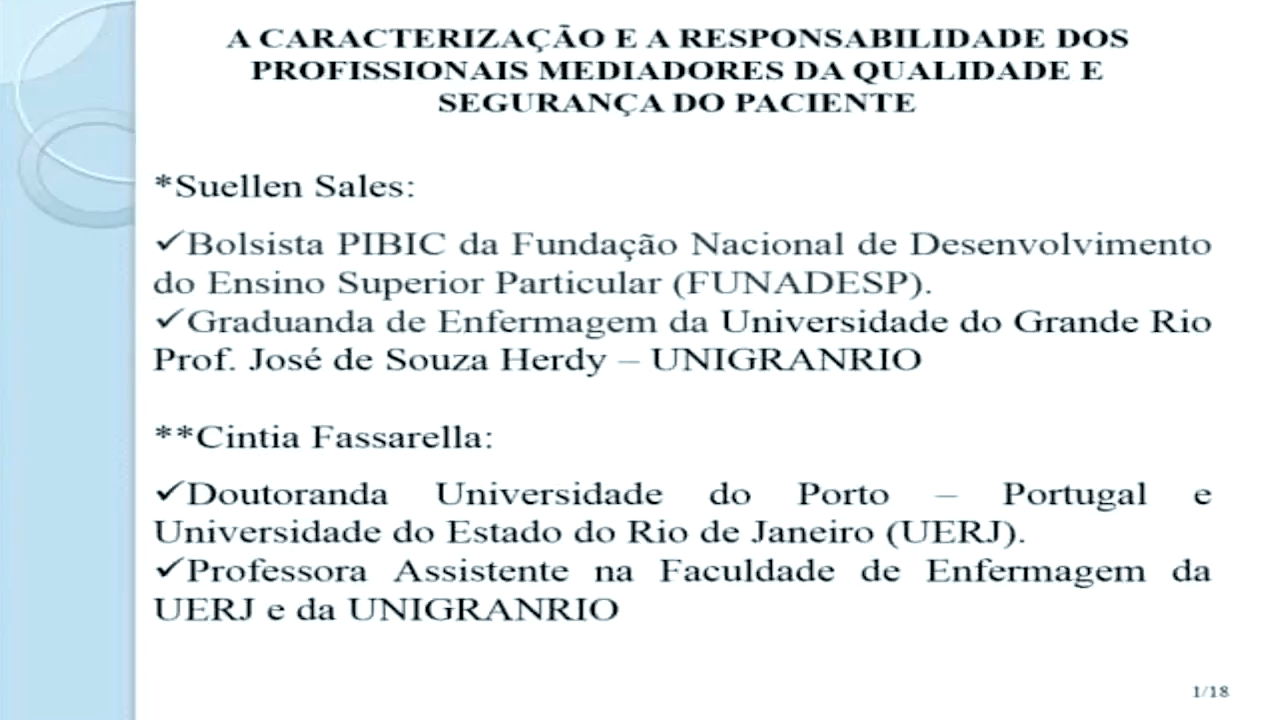 A CARACTERIZAÇÃO E A RESPONSABILIDADE DOS
PROFISSIONAIS MEDIADORES DA QUALIDADE E
SEGURANÇA DO PACIENTE
*Suellen Sales:
✓Bolsista PIBIC da Fundação Nacional de Desenvolvimento
do Ensino Superior Particular (FUNADESP).
✓Graduanda de Enfermagem da Universidade do Grande Rio
Prof. José de Souza Herdy – UNIGRANRIO
**Cintia Fassarella:
✓Doutoranda Universidade do Porto – Portugal e
Universidade do Estado do Rio de Janeiro (UERJ).
✓Professora Assistente na Faculdade de Enfermagem da
UERJ e da UNIGRANRIO
1/18